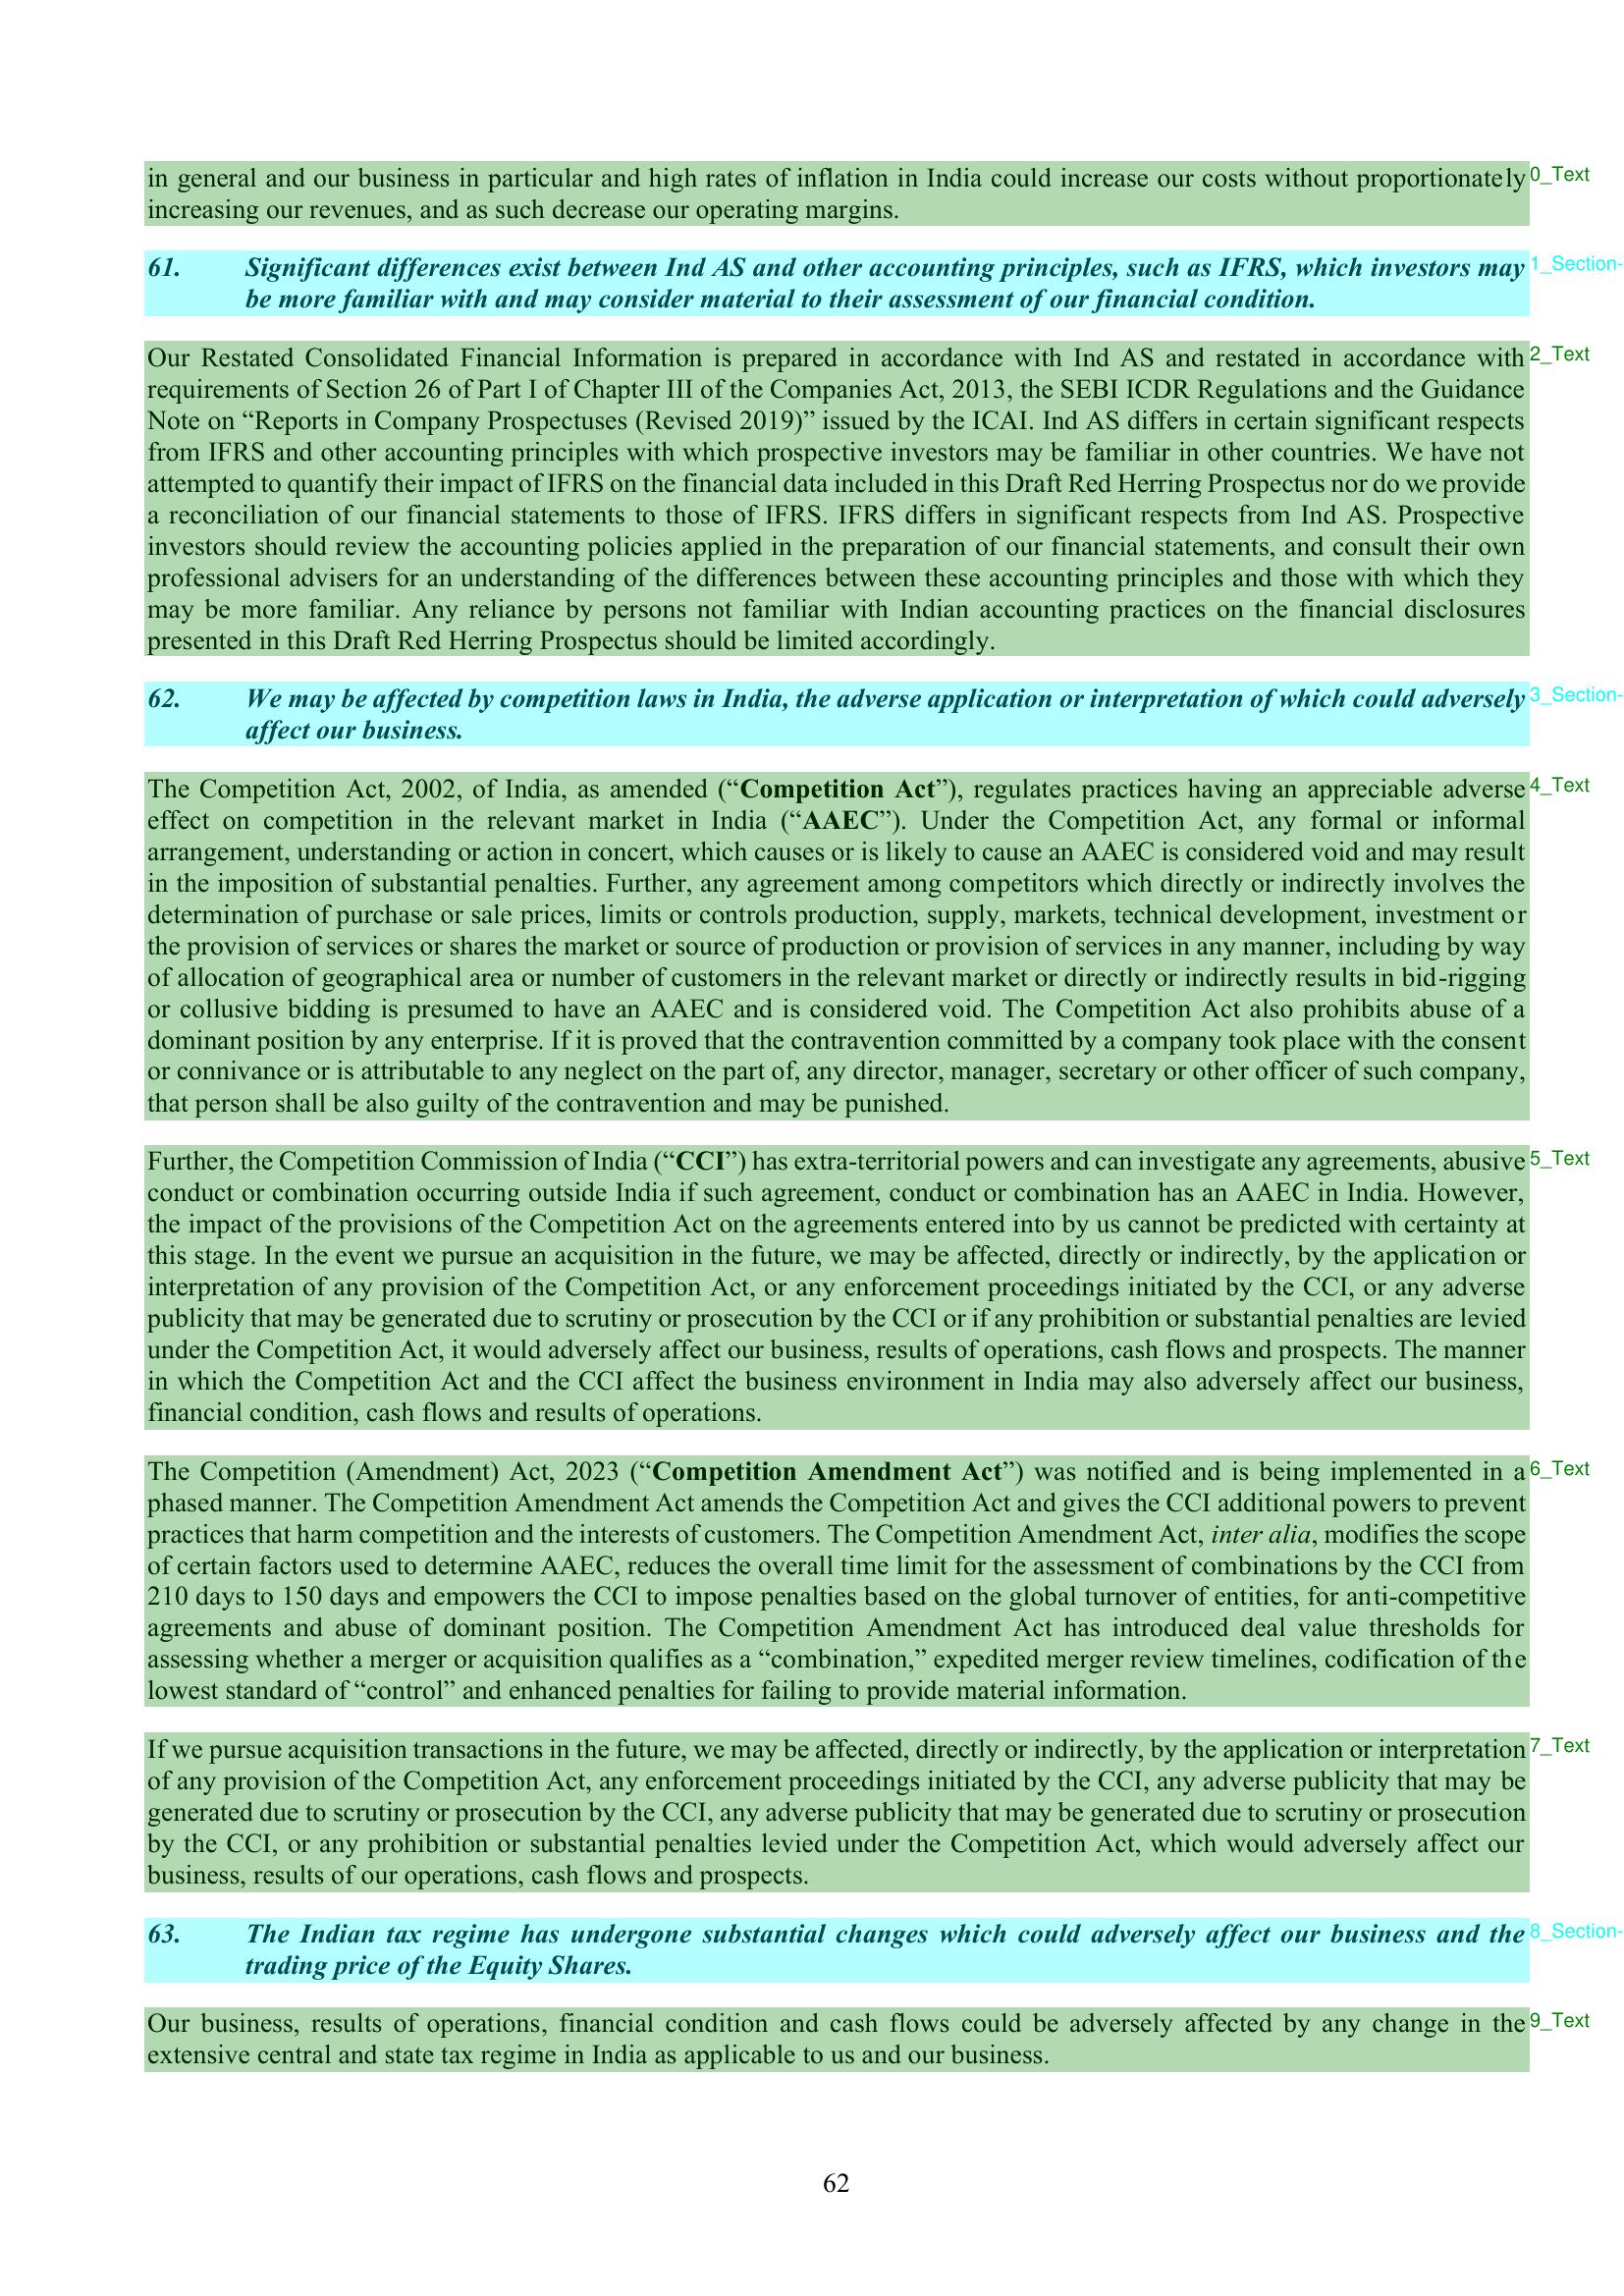 in general and our business in particular and high rates of inflation in India could increase our costs without proportionately 0_Text
increasing our revenues, and as such decrease our operating margins.
61. Significant differences exist between Ind AS and other accounting principles, such as IFRS, which investors may 1_Section-
be more familiar with and may consider material to their assessment of our financial condition.
Our Restated Consolidated Financial Information is prepared in accordance with Ind AS and restated in accordance with 2_Text
requirements of Section 26 of Part I of Chapter III of the Companies Act, 2013, the SEBI ICDR Regulations and the Guidance
Note on “Reports in Company Prospectuses (Revised 2019)” issued by the ICAI. Ind AS differs in certain significant respects
from IFRS and other accounting principles with which prospective investors may be familiar in other countries. We have not
attempted to quantify their impact of IFRS on the financial data included in this Draft Red Herring Prospectus nor do we provide
a reconciliation of our financial statements to those of IFRS. IFRS differs in significant respects from Ind AS. Prospective
investors should review the accounting policies applied in the preparation of our financial statements, and consult their own
professional advisers for an understanding of the differences between these accounting principles and those with which they
may be more familiar. Any reliance by persons not familiar with Indian accounting practices on the financial disclosures
presented in this Draft Red Herring Prospectus should be limited accordingly.
62. We may be affected by competition laws in India, the adverse application or interpretation of which could adversely 3_Section-
affect our business.
The Competition Act, 2002, of India, as amended (“Competition Act”), regulates practices having an appreciable adverse 4_Text
effect on competition in the relevant market in India (“AAEC”). Under the Competition Act, any formal or informal
arrangement, understanding or action in concert, which causes or is likely to cause an AAEC is considered void and may result
in the imposition of substantial penalties. Further, any agreement among competitors which directly or indirectly involves the
determination of purchase or sale prices, limits or controls production, supply, markets, technical development, investment or
the provision of services or shares the market or source of production or provision of services in any manner, including by way
of allocation of geographical area or number of customers in the relevant market or directly or indirectly results in bid-rigging
or collusive bidding is presumed to have an AAEC and is considered void. The Competition Act also prohibits abuse of a
dominant position by any enterprise. If it is proved that the contravention committed by a company took place with the consent
or connivance or is attributable to any neglect on the part of, any director, manager, secretary or other officer of such company,
that person shall be also guilty of the contravention and may be punished.
Further, the Competition Commission of India (“CCI”) has extra-territorial powers and can investigate any agreements, abusive 5_Text
conduct or combination occurring outside India if such agreement, conduct or combination has an AAEC in India. However,
the impact of the provisions of the Competition Act on the agreements entered into by us cannot be predicted with certainty at
this stage. In the event we pursue an acquisition in the future, we may be affected, directly or indirectly, by the application or
interpretation of any provision of the Competition Act, or any enforcement proceedings initiated by the CCI, or any adverse
publicity that may be generated due to scrutiny or prosecution by the CCI or if any prohibition or substantial penalties are levied
under the Competition Act, it would adversely affect our business, results of operations, cash flows and prospects. The manner
in which the Competition Act and the CCI affect the business environment in India may also adversely affect our business,
financial condition, cash flows and results of operations.
The Competition (Amendment) Act, 2023 (“Competition Amendment Act”) was notified and is being implemented in a 6_Text
phased manner. The Competition Amendment Act amends the Competition Act and gives the CCI additional powers to prevent
practices that harm competition and the interests of customers. The Competition Amendment Act, inter alia, modifies the scope
of certain factors used to determine AAEC, reduces the overall time limit for the assessment of combinations by the CCI from
210 days to 150 days and empowers the CCI to impose penalties based on the global turnover of entities, for anti-competitive
agreements and abuse of dominant position. The Competition Amendment Act has introduced deal value thresholds for
assessing whether a merger or acquisition qualifies as a “combination,” expedited merger review timelines, codification of the
lowest standard of “control” and enhanced penalties for failing to provide material information.
If we pursue acquisition transactions in the future, we may be affected, directly or indirectly, by the application or interpretation 7_Text
of any provision of the Competition Act, any enforcement proceedings initiated by the CCI, any adverse publicity that may be
generated due to scrutiny or prosecution by the CCI, any adverse publicity that may be generated due to scrutiny or prosecution
by the CCI, or any prohibition or substantial penalties levied under the Competition Act, which would adversely affect our
business, results of our operations, cash flows and prospects.
63. The Indian tax regime has undergone substantial changes which could adversely affect our business and the 8_Section-
trading price of the Equity Shares.
Our business, results of operations, financial condition and cash flows could be adversely affected by any change in the 9_Text
extensive central and state tax regime in India as applicable to us and our business.
62